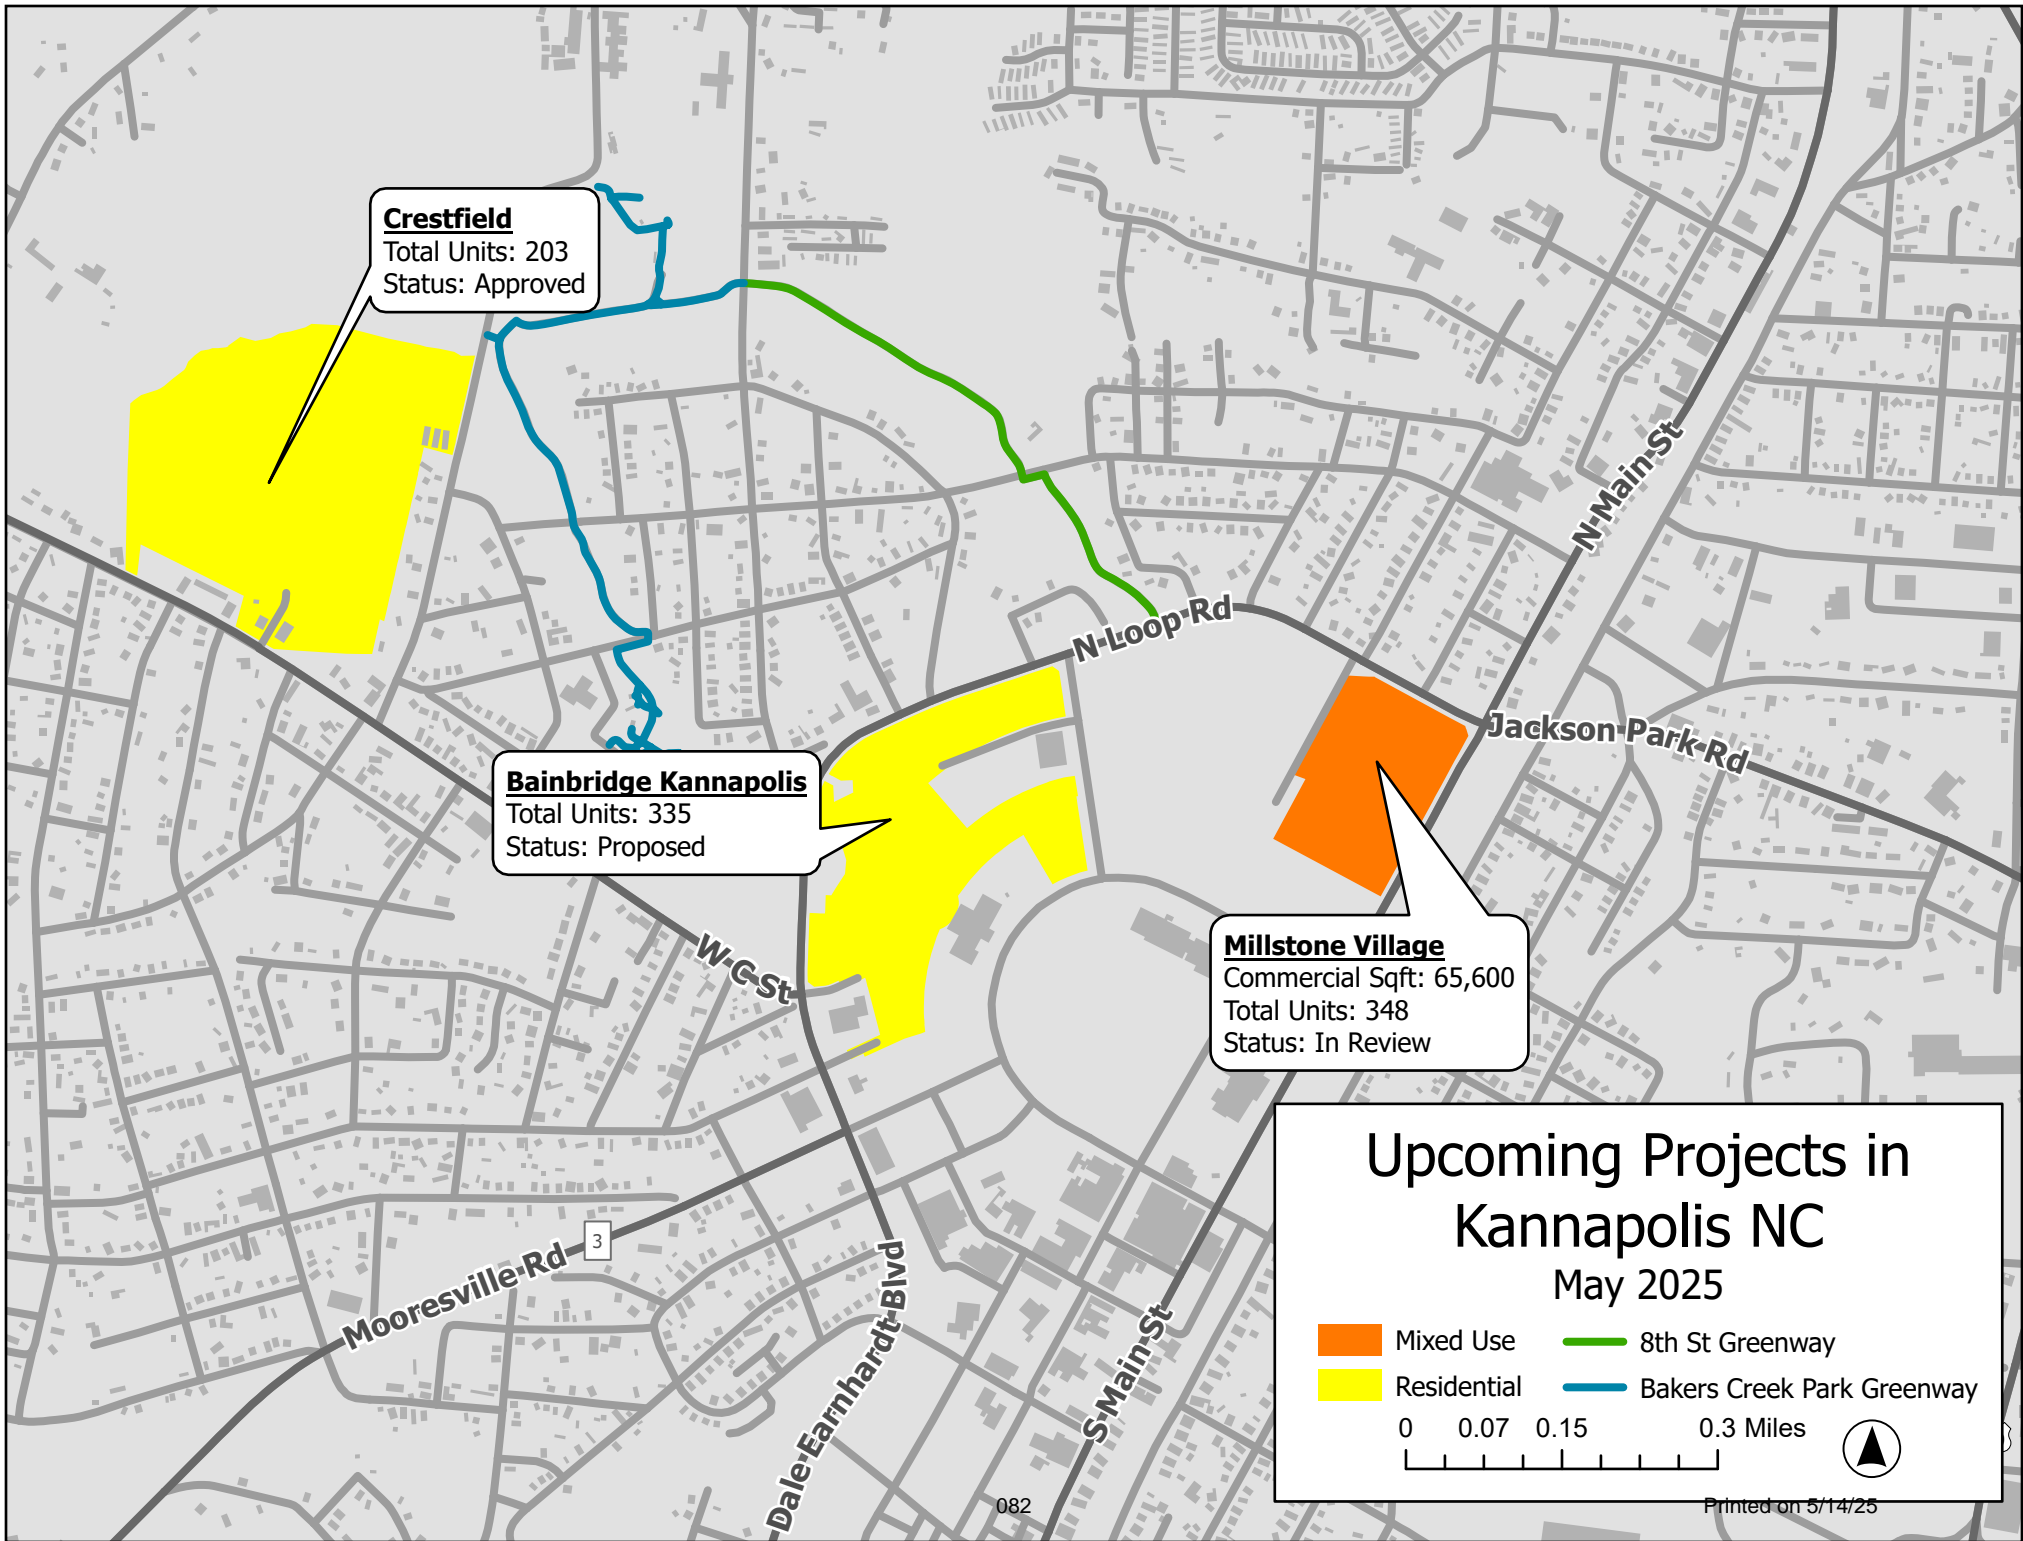 Crestfield
Total Units: 203
Status: Approved
N Main St
N Loop Rd
Jackson Park Rd
Bainbridge Kannapolis
Total Units: 335
Status: Proposed
W C St
Millstone Village
Commercial Sqft: 65,600
Total Units: 348
Status: In Review
3
Mooresville Rd
Dale Earnhardt Blvd
S Main St
Upcoming Projects in
Kannapolis NC
May 2025
Mixed Use
8th St Greenway
Residential
Bakers Creek Park Greenway
0 0.07 0.15 0.3 Miles
082
Printed on 5/14/25